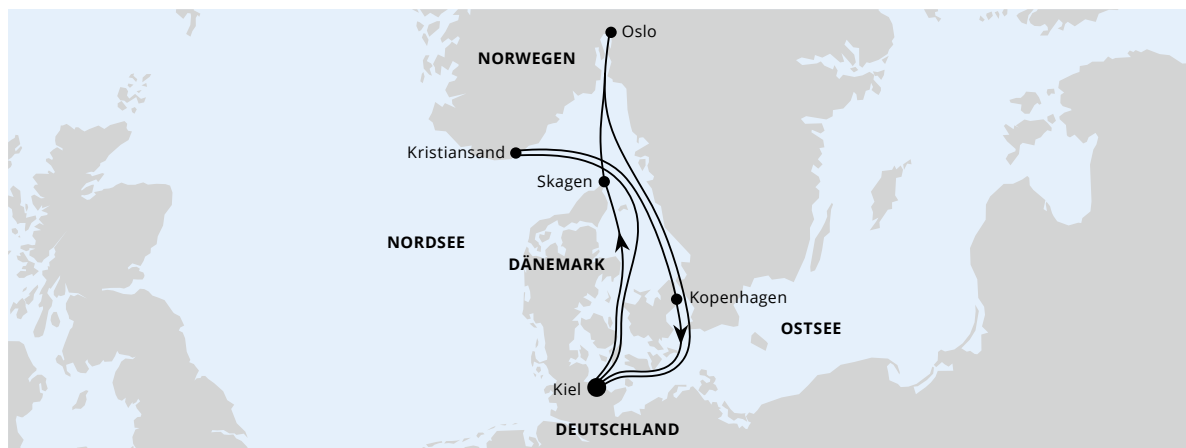 Oslo
NORWEGEN
Kristiansand
Skagen
NORDSEE
DÄNEMARK
Kopenhagen
OSTSEE
Kiel
DEUTSCHLAND